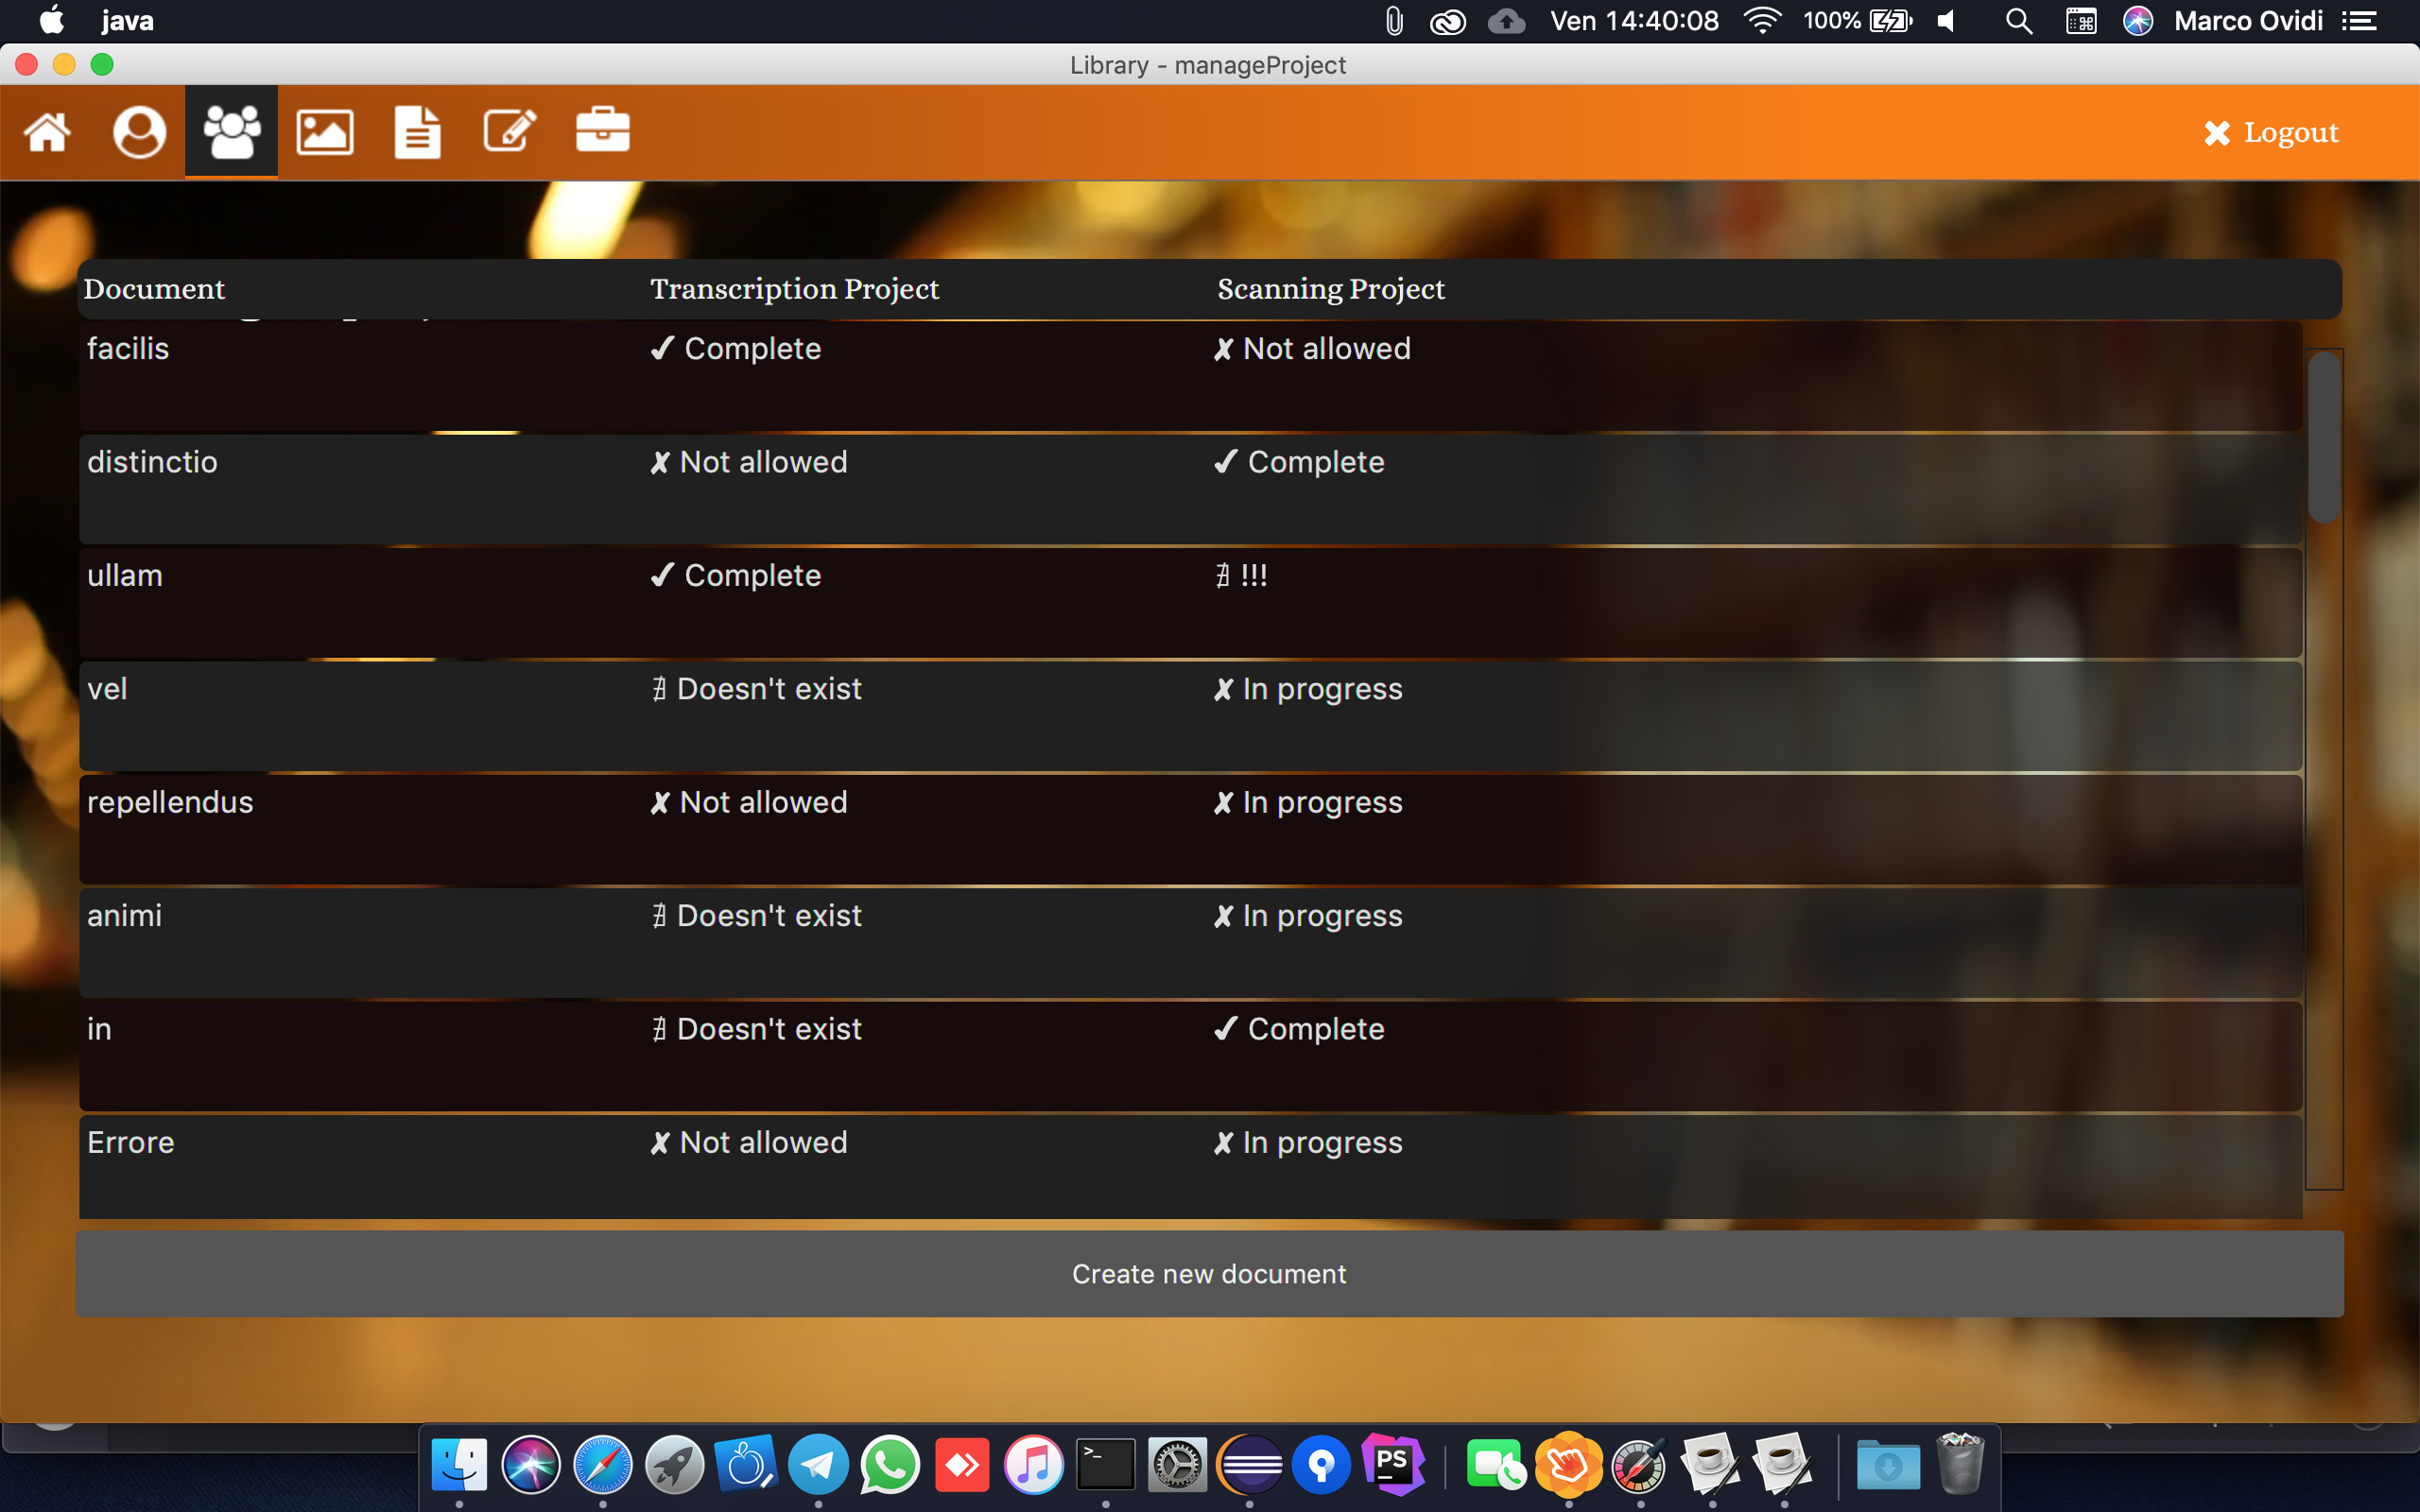 java
Ven 14:40:08
100%
Marco Ovidi
Library - manageProject
✖ Logout
Document Transcription Project Scanning Project
facilis ✔ Complete ✘ Not allowed
distinctio ✘ Not allowed ✔ Complete
ullam ✔ Complete ∄ !!!
vel ∄ Doesn't exist ✘ In progress
repellendus ✘ Not allowed ✘ In progress
animi ∄ Doesn't exist ✘ In progress
in ∄ Doesn't exist ✔ Complete
Errore ✘ Not allowed ✘ In progress
Create new document
>_
PS